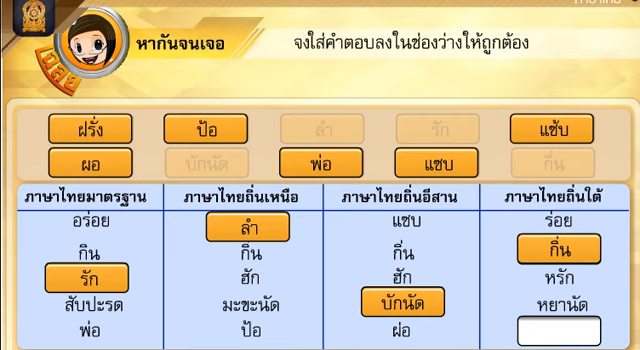 เฉลย
หากันจนเจอ จงใส่คำตอบลงในช่องว่างให้ถูกต้อง
ฝรั่ง ป้อ ลำ รัก แซ้บ
ผอ บักนัด พ่อ แซบ กิ่น
ภาษาไทยมาตรฐาน ภาษาไทยถิ่นเหนือ ภาษาไทยถิ่นอีสาน ภาษาไทยถิ่นใต้
อร่อย ลำ แซบ ร่อย
กิน กิ๋น กิ่น กิ่น
รัก ฮัก ฮัก หรัก
สับปะรด มะขะนัด บักนัด หยานัด
พ่อ ป้อ ผ่อ